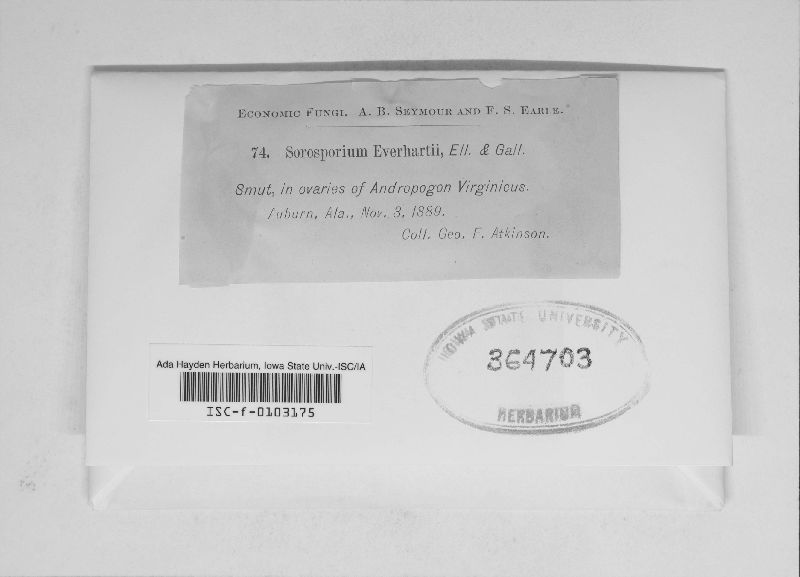 ECONOMIC FUNGI. A. B. SEYMOUR AND F. S. EARLE.
74. Sorosporium Everhartii, Ell. & Gall.
Smut, in ovaries of Andropogon Virginicus.
Auburn, Ala., Nov. 3, 1889.
Coll. Geo. F. Atkinson.
IOWA STATE UNIVERSITY
364703
HERBARIUM
Ada Hayden Herbarium, Iowa State Univ.-ISC/IA
ISC-f-0103175